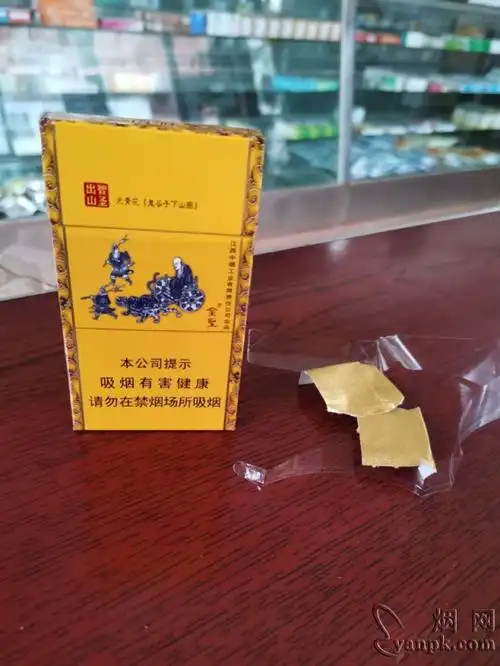 智圣
出山
元青花《鬼谷子下山图》
江西中烟工业有限责任公司出品
金聖
本公司提示
吸烟有害健康
请勿在禁烟场所吸烟
烟网
yanpk.com